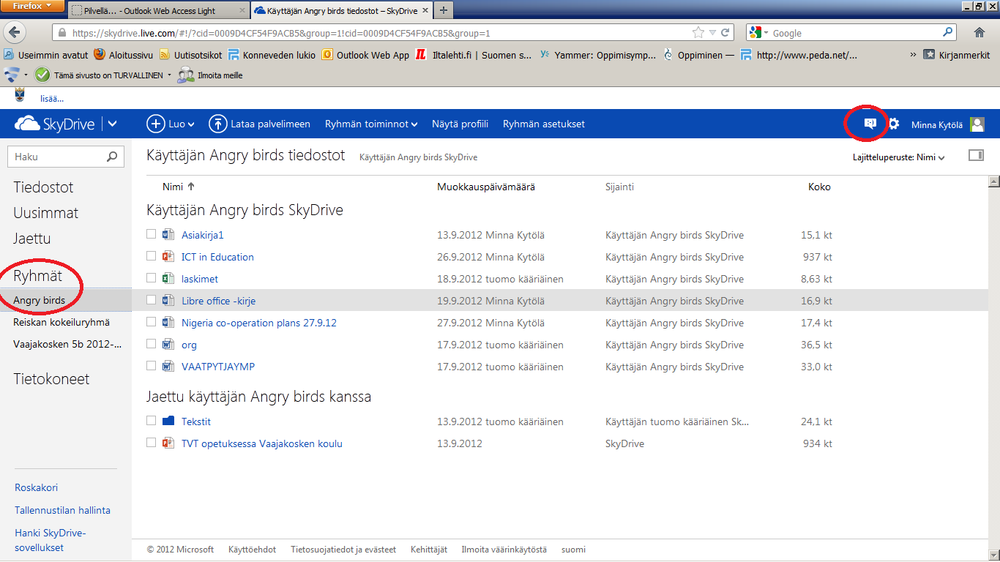 Firefox
Pilvellä... - Outlook Web Access Light
Käyttäjän Angry birds tiedostot – SkyDrive
https://skydrive.live.com/#!/?cid=0009D4CF54F9ACB5&group=1!cid=0009D4CF54F9ACB5&group=1
Google
Useimmin avatut Aloitussivu Uutisotsikot Konneveden lukio Outlook Web App Iltalehti.fi | Suomen s... Yammer: Oppimisymp... Oppiminen — http://www.peda.net/... » Kirjanmerkit
Tämä sivusto on TURVALLINEN Ilmoita meille
lisää...
SkyDrive Luo Lataa palvelimeen Ryhmän toiminnot Näytä profiili Ryhmän asetukset Minna Kytölä
Haku
Tiedostot
Uusimmat
Jaettu
Ryhmät
Angry birds
Reiskan kokeiluryhmä
Vaajakosken 5b 2012-...
Tietokoneet
Roskakori
Tallennustilan hallinta
Hanki SkyDrive-
sovellukset
Käyttäjän Angry birds tiedostot Käyttäjän Angry birds SkyDrive Lajitteluperuste: Nimi
Nimi Muokkauspäivämäärä Sijainti Koko
Käyttäjän Angry birds SkyDrive
Asiakirja1 13.9.2012 Minna Kytölä Käyttäjän Angry birds SkyDrive 15,1 kt
ICT in Education 26.9.2012 Minna Kytölä Käyttäjän Angry birds SkyDrive 937 kt
laskimet 18.9.2012 tuomo kääriäinen Käyttäjän Angry birds SkyDrive 8,63 kt
Libre office -kirje 19.9.2012 Minna Kytölä Käyttäjän Angry birds SkyDrive 16,9 kt
Nigeria co-operation plans 27.9.12 27.9.2012 Minna Kytölä Käyttäjän Angry birds SkyDrive 17,4 kt
org 17.9.2012 tuomo kääriäinen Käyttäjän Angry birds SkyDrive 36,5 kt
VAATPYTJAYMP 17.9.2012 tuomo kääriäinen Käyttäjän Angry birds SkyDrive 33,0 kt
Jaettu käyttäjän Angry birds kanssa
Tekstit 13.9.2012 tuomo kääriäinen Käyttäjän tuomo kääriäinen Sk... 24,1 kt
TVT opetuksessa Vaajakosken koulu 13.9.2012 SkyDrive 934 kt
© 2012 Microsoft Käyttöehdot Tietosuojatiedot ja evästeet Kehittäjät Ilmoita väärinkäytöstä suomi